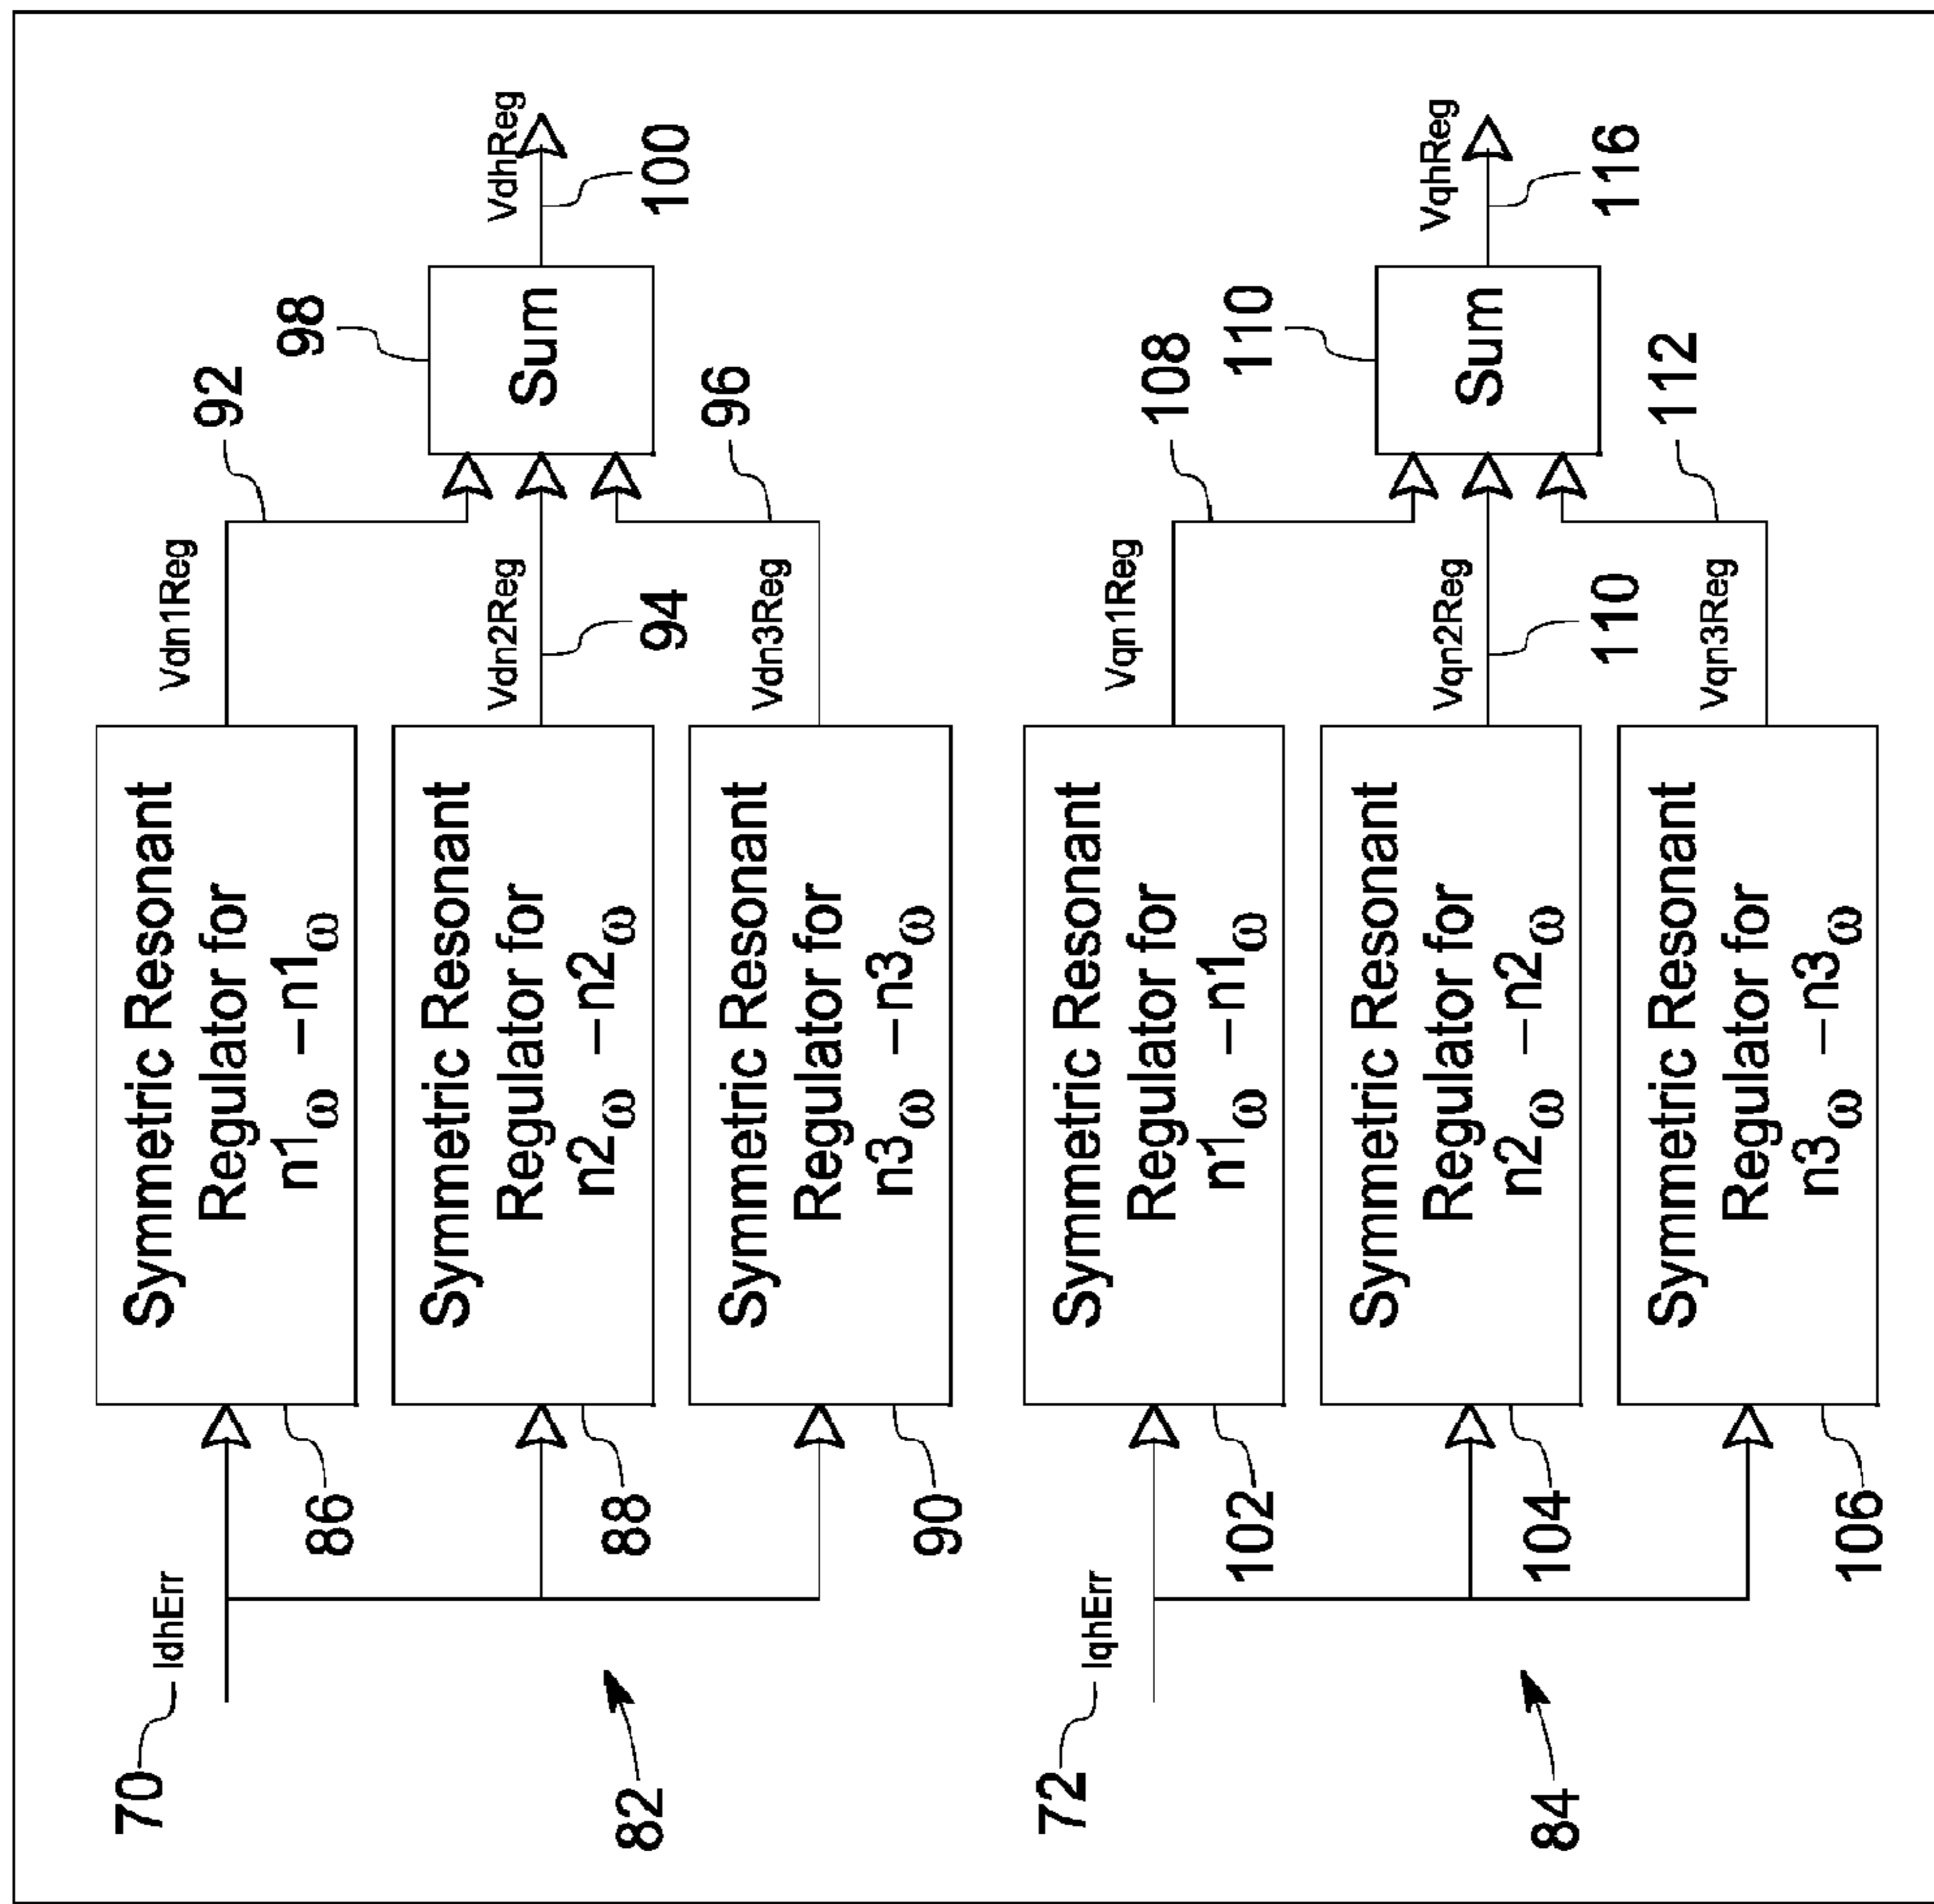 70
IdhErr
82
86
Symmetric Resonant
Regulator for
n1ω –n1ω
88
Symmetric Resonant
Regulator for
n2ω –n2ω
90
Symmetric Resonant
Regulator for
n3ω –n3ω
Vdn1Reg
92
Vdn2Reg
94
Vdn3Reg
96
98
Sum
VdhReg
100
72
IqhErr
84
102
Symmetric Resonant
Regulator for
n1ω –n1ω
104
Symmetric Resonant
Regulator for
n2ω –n2ω
106
Symmetric Resonant
Regulator for
n3ω –n3ω
Vqn1Reg
108
Vqn2Reg
110
Vqn3Reg
112
110
Sum
VqhReg
116